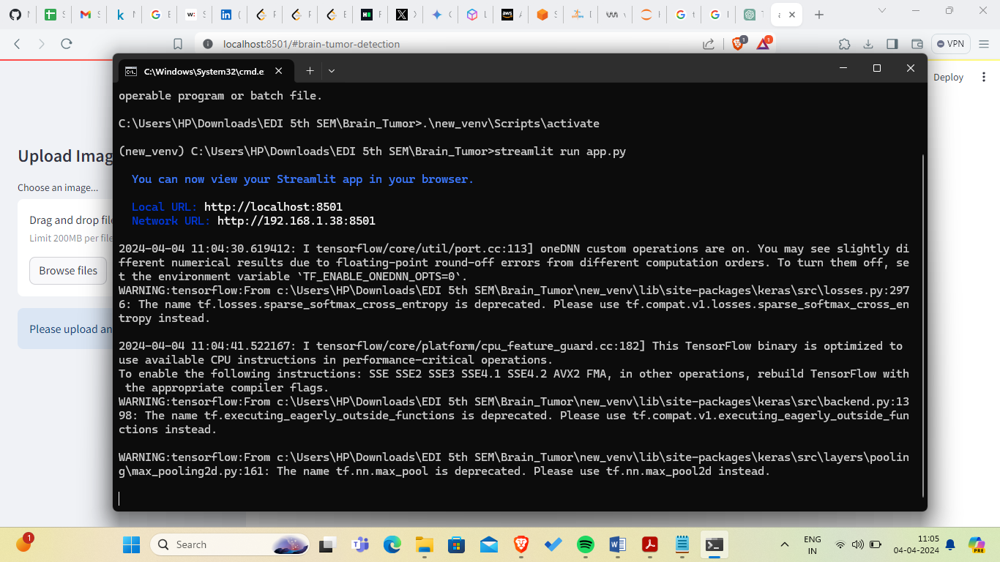 localhost:8501/#brain-tumor-detection
1
1
VPN
C:\Windows\System32\cmd.e
Deploy
operable program or batch file.
C:\Users\HP\Downloads\EDI 5th SEM\Brain_Tumor>.\new_venv\Scripts\activate
(new_venv) C:\Users\HP\Downloads\EDI 5th SEM\Brain_Tumor>streamlit run app.py
You can now view your Streamlit app in your browser.
Local URL: http://localhost:8501
Network URL: http://192.168.1.38:8501
2024-04-04 11:04:30.619412: I tensorflow/core/util/port.cc:113] oneDNN custom operations are on. You may see slightly di
fferent numerical results due to floating-point round-off errors from different computation orders. To turn them off, se
t the environment variable `TF_ENABLE_ONEDNN_OPTS=0`.
WARNING:tensorflow:From c:\Users\HP\Downloads\EDI 5th SEM\Brain_Tumor\new_venv\lib\site-packages\keras\src\losses.py:297
6: The name tf.losses.sparse_softmax_cross_entropy is deprecated. Please use tf.compat.v1.losses.sparse_softmax_cross_en
tropy instead.
2024-04-04 11:04:41.522167: I tensorflow/core/platform/cpu_feature_guard.cc:182] This TensorFlow binary is optimized to
use available CPU instructions in performance-critical operations.
To enable the following instructions: SSE SSE2 SSE3 SSE4.1 SSE4.2 AVX2 FMA, in other operations, rebuild TensorFlow with
the appropriate compiler flags.
WARNING:tensorflow:From c:\Users\HP\Downloads\EDI 5th SEM\Brain_Tumor\new_venv\lib\site-packages\keras\src\backend.py:13
98: The name tf.executing_eagerly_outside_functions is deprecated. Please use tf.compat.v1.executing_eagerly_outside_fun
ctions instead.
WARNING:tensorflow:From c:\Users\HP\Downloads\EDI 5th SEM\Brain_Tumor\new_venv\lib\site-packages\keras\src\layers\poolin
g\max_pooling2d.py:161: The name tf.nn.max_pool is deprecated. Please use tf.nn.max_pool2d instead.
Upload Imag
Choose an image...
Drag and drop file
Limit 200MB per file
Browse files
Please upload an
1
Search
ENG
IN
11:05
04-04-2024
PRE